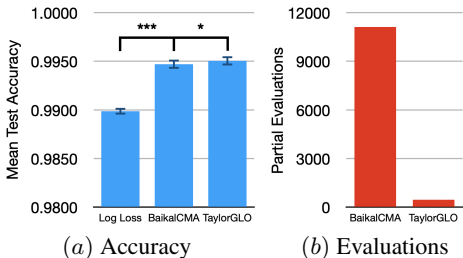 Mean Test Accuracy
1.0000
0.9950
0.9900
0.9850
0.9800
***
*
Log Loss BaikalCMA TaylorGLO
(a) Accuracy
Partial Evaluations
12000
9000
6000
3000
0
BaikalCMA TaylorGLO
(b) Evaluations